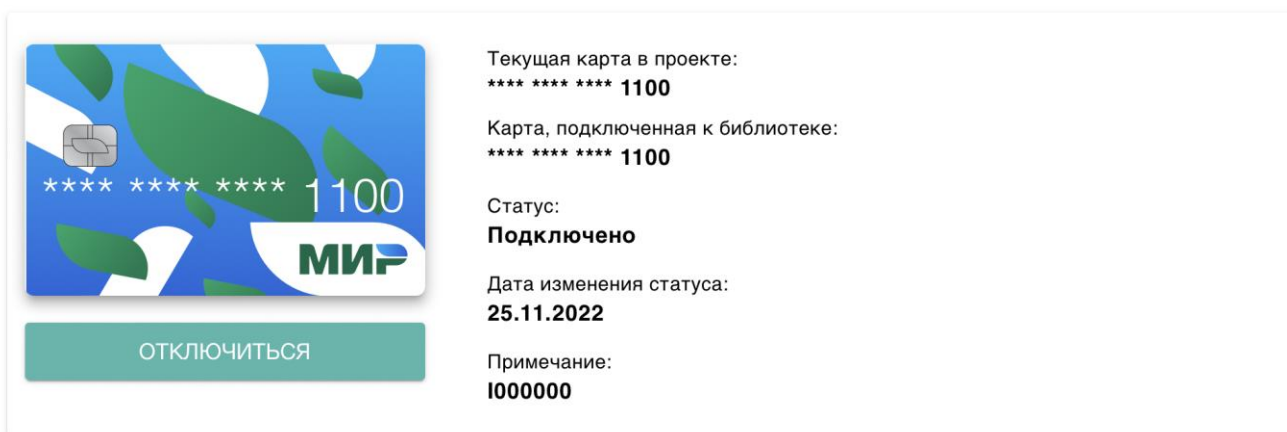 **** **** **** 1100
МИР
ОТКЛЮЧИТЬСЯ
Текущая карта в проекте:
**** **** **** 1100
Карта, подключенная к библиотеке:
**** **** **** 1100
Статус:
Подключено
Дата изменения статуса:
25.11.2022
Примечание:
I000000